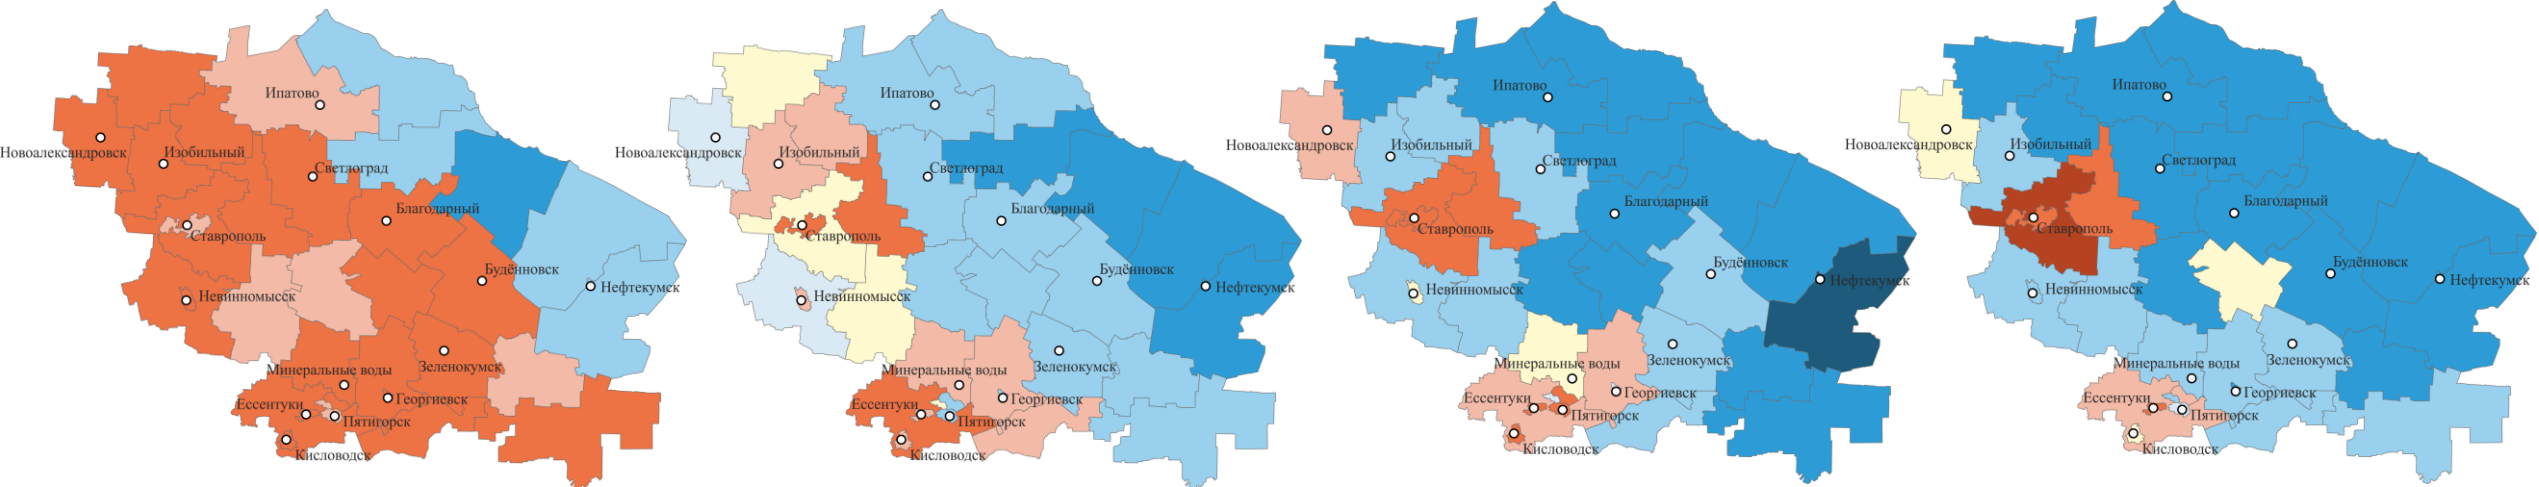 Ипатово
Новоалександровск
Изобильный
Светлоград
Благодарный
Ставрополь
Будённовск
Нефтекумск
Невинномысск
Зеленокумск
Минеральные воды
Георгиевск
Ессентуки
Пятигорск
Кисловодск
Ипатово
Новоалександровск
Изобильный
Светлоград
Благодарный
Ставрополь
Будённовск
Нефтекумск
Невинномысск
Зеленокумск
Минеральные воды
Георгиевск
Ессентуки
Пятигорск
Кисловодск
Ипатово
Новоалександровск
Изобильный
Светлоград
Благодарный
Ставрополь
Будённовск
Нефтекумск
Невинномысск
Зеленокумск
Минеральные воды
Георгиевск
Ессентуки
Пятигорск
Кисловодск
Ипатово
Новоалександровск
Изобильный
Светлоград
Благодарный
Ставрополь
Будённовск
Нефтекумск
Невинномысск
Зеленокумск
Минеральные воды
Георгиевск
Ессентуки
Пятигорск
Кисловодск